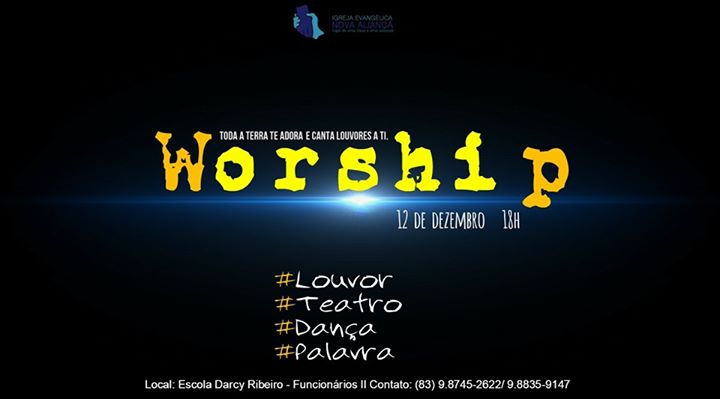 IGREJA EVANGÉLICA
NOVA ALIANÇA
TODA A TERRA TE ADORA E CANTA LOUVORES A TI.
Worship
12 DE DEZEMBRO 18H
#Louvor
#Teatro
#Dança
#Palavra
Local: Escola Darcy Ribeiro - Funcionários II Contato: (83) 9.8745-2622/ 9.8835-9147